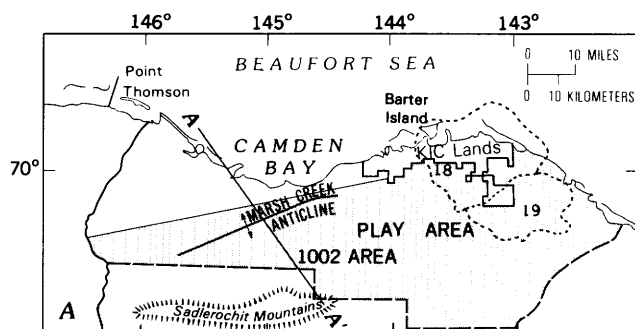 146° 145° 144° 143°
BEAUFORT SEA
0 10 MILES
0 10 KILOMETERS
Point
Thomson
Barter
Island
A
CAMDEN
BAY
KIC Lands
70°
18
MARSH CREEK
ANTICLINE
19
PLAY AREA
1002 AREA
A
Sadlerochit Mountains
A'